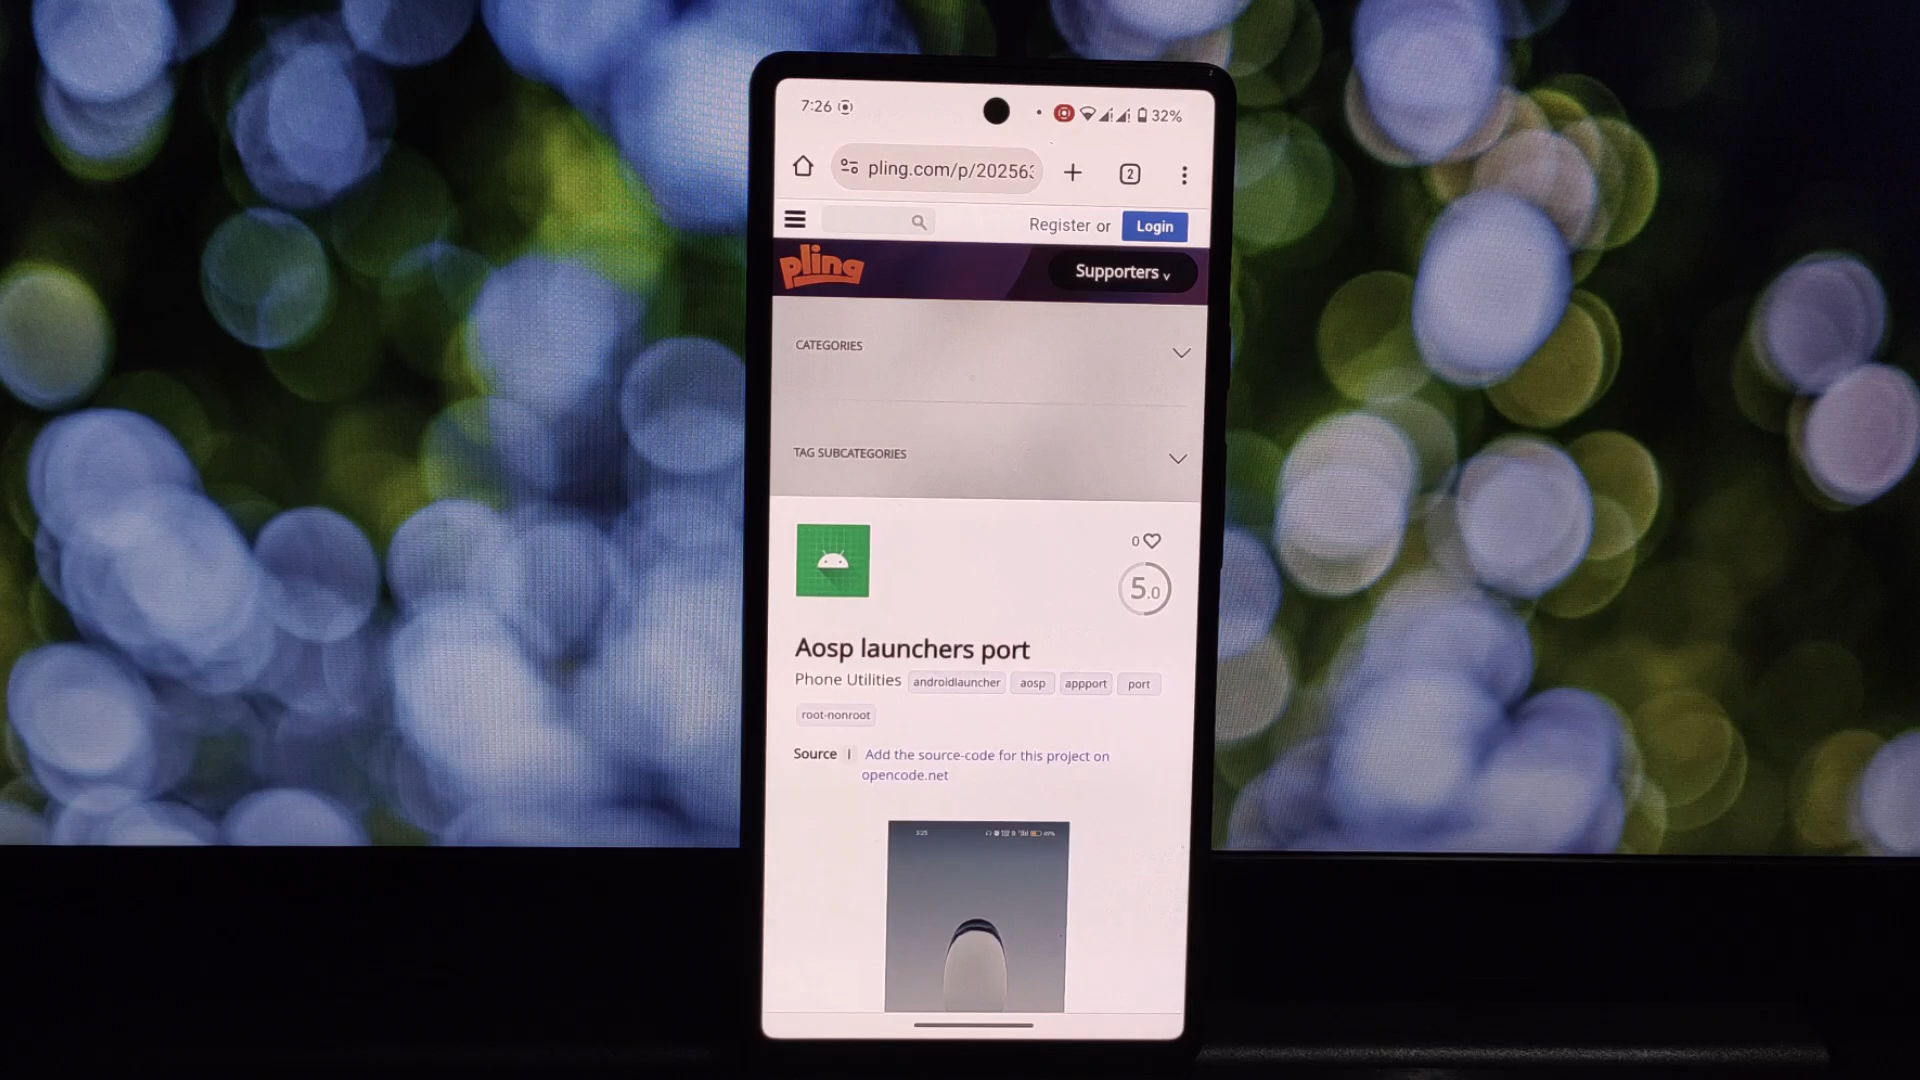 7:26 32%
pling.com/p/202563
2
Register or Login
pling Supporters v
CATEGORIES
TAG SUBCATEGORIES
0
5.0
Aosp launchers port
Phone Utilities androidlauncher aosp appport port
root-nonroot
Source i Add the source-code for this project on
opencode.net